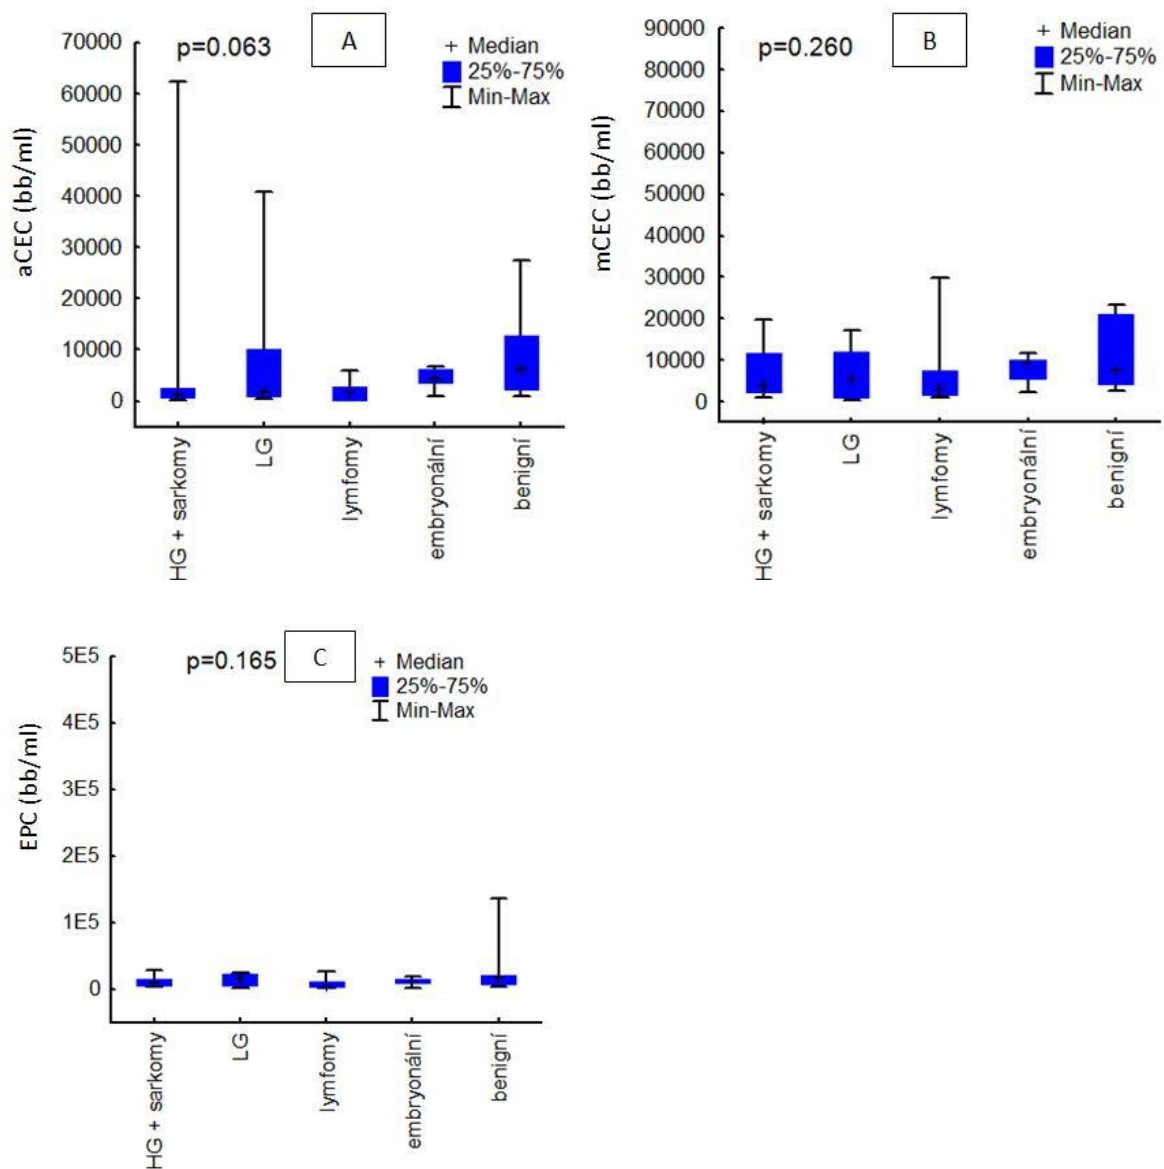 p=0.063
A
+ Median
25%-75%
Min-Max
aCEC (bb/ml)
70000
60000
50000
40000
30000
20000
10000
0
HG + sarkomy
LG
lymfomy
embryonální
benigní
p=0.260
B
+ Median
25%-75%
Min-Max
mCEC (bb/ml)
90000
80000
70000
60000
50000
40000
30000
20000
10000
0
HG + sarkomy
LG
lymfomy
embryonální
benigní
p=0.165
C
+ Median
25%-75%
Min-Max
EPC (bb/ml)
5E5
4E5
3E5
2E5
1E5
0
HG + sarkomy
LG
lymfomy
embryonální
benigní